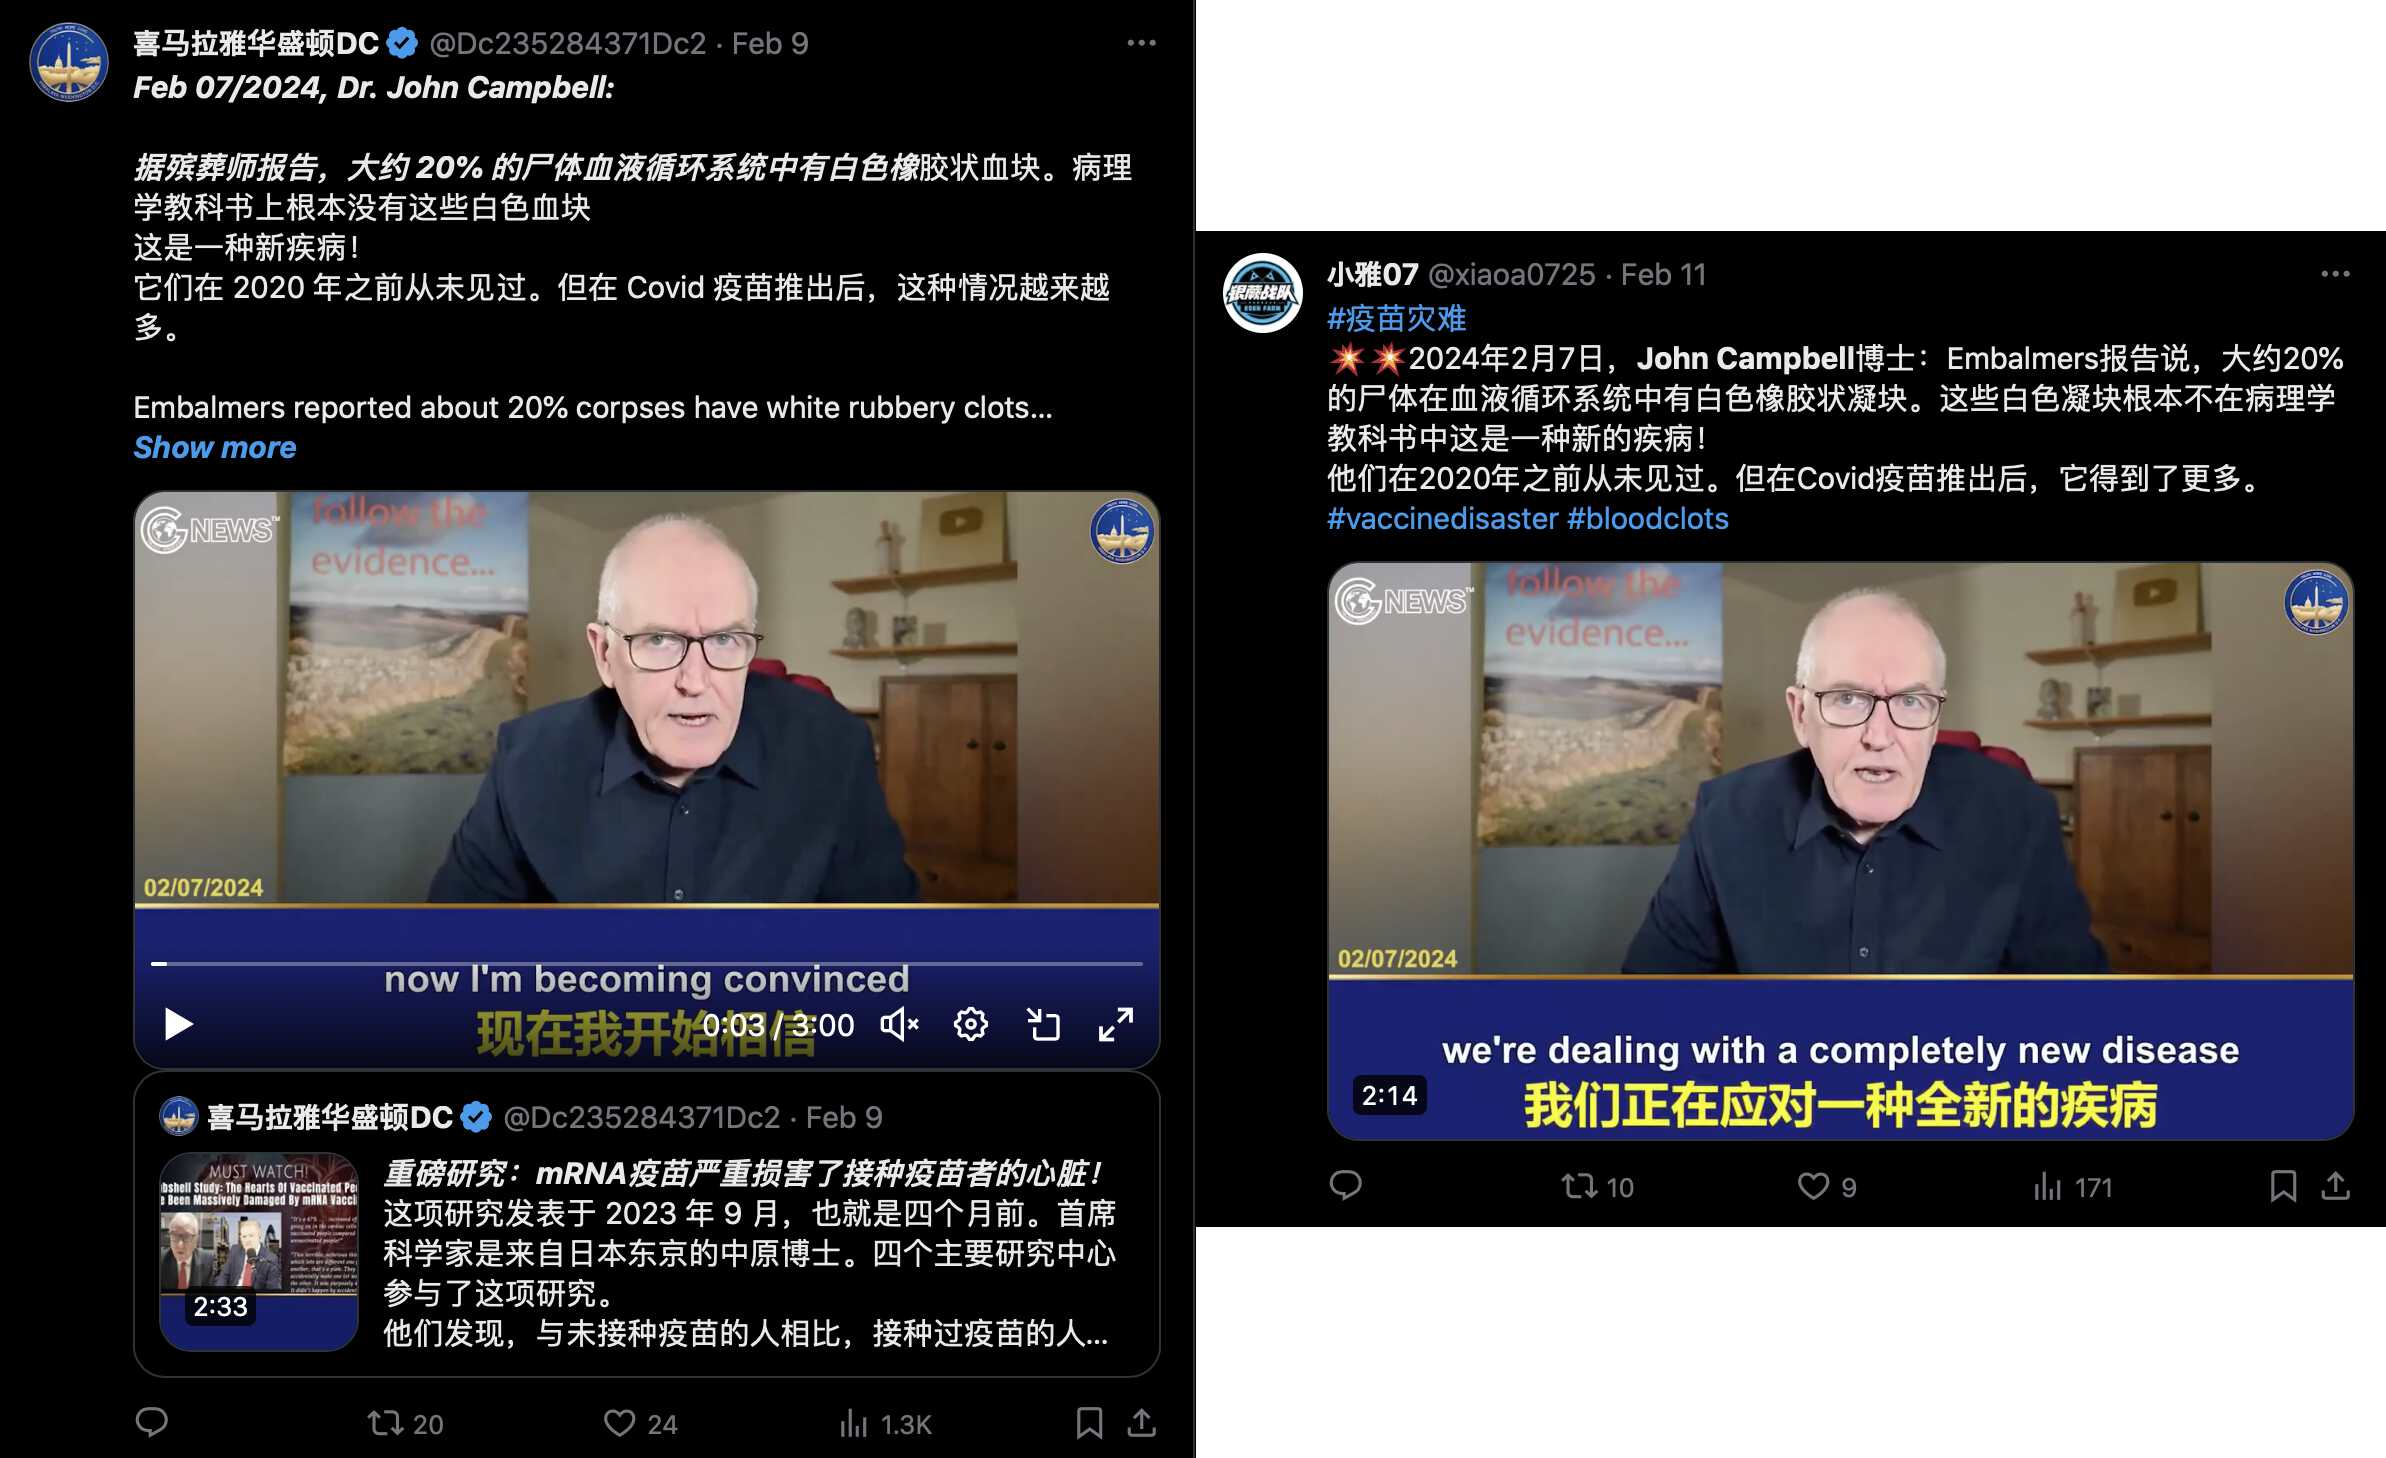 喜马拉雅华盛顿DC @Dc235284371Dc2 · Feb 9
Feb 07/2024, Dr. John Campbell:
据殡葬师报告，大约 20% 的尸体血液循环系统中有白色橡胶状血块。病理
学教科书上根本没有这些白色血块
这是一种新疾病！
它们在 2020 年之前从未见过。但在 Covid 疫苗推出后，这种情况越来越
多。
Embalmers reported about 20% corpses have white rubbery clots...
Show more
GNEWS™
follow the
evidence...
02/07/2024
now I'm becoming convinced
现在我开始相信
0:03 / 3:00
喜马拉雅华盛顿DC @Dc235284371Dc2 · Feb 9
MUST WATCH!
bshell Study: The Hearts Of Vaccinated Pe
e Been Massively Damaged By mRNA Vacci
2:33
重磅研究：mRNA疫苗严重损害了接种疫苗者的心脏！
这项研究发表于 2023 年 9 月，也就是四个月前。首席
科学家是来自日本东京的中原博士。四个主要研究中心
参与了这项研究。
他们发现，与未接种疫苗的人相比，接种过疫苗的人...
20 24 1.3K
银蕨战队
小雅07 @xiaoa0725 · Feb 11
#疫苗灾难
💥💥2024年2月7日，John Campbell博士：Embalmers报告说，大约20%
的尸体在血液循环系统中有白色橡胶状凝块。这些白色凝块根本不在病理学
教科书中这是一种新的疾病！
他们在2020年之前从未见过。但在Covid疫苗推出后，它得到了更多。
#vaccinedisaster #bloodclots
GNEWS™
follow the
evidence...
02/07/2024
we're dealing with a completely new disease
我们正在应对一种全新的疾病
2:14
10 9 171